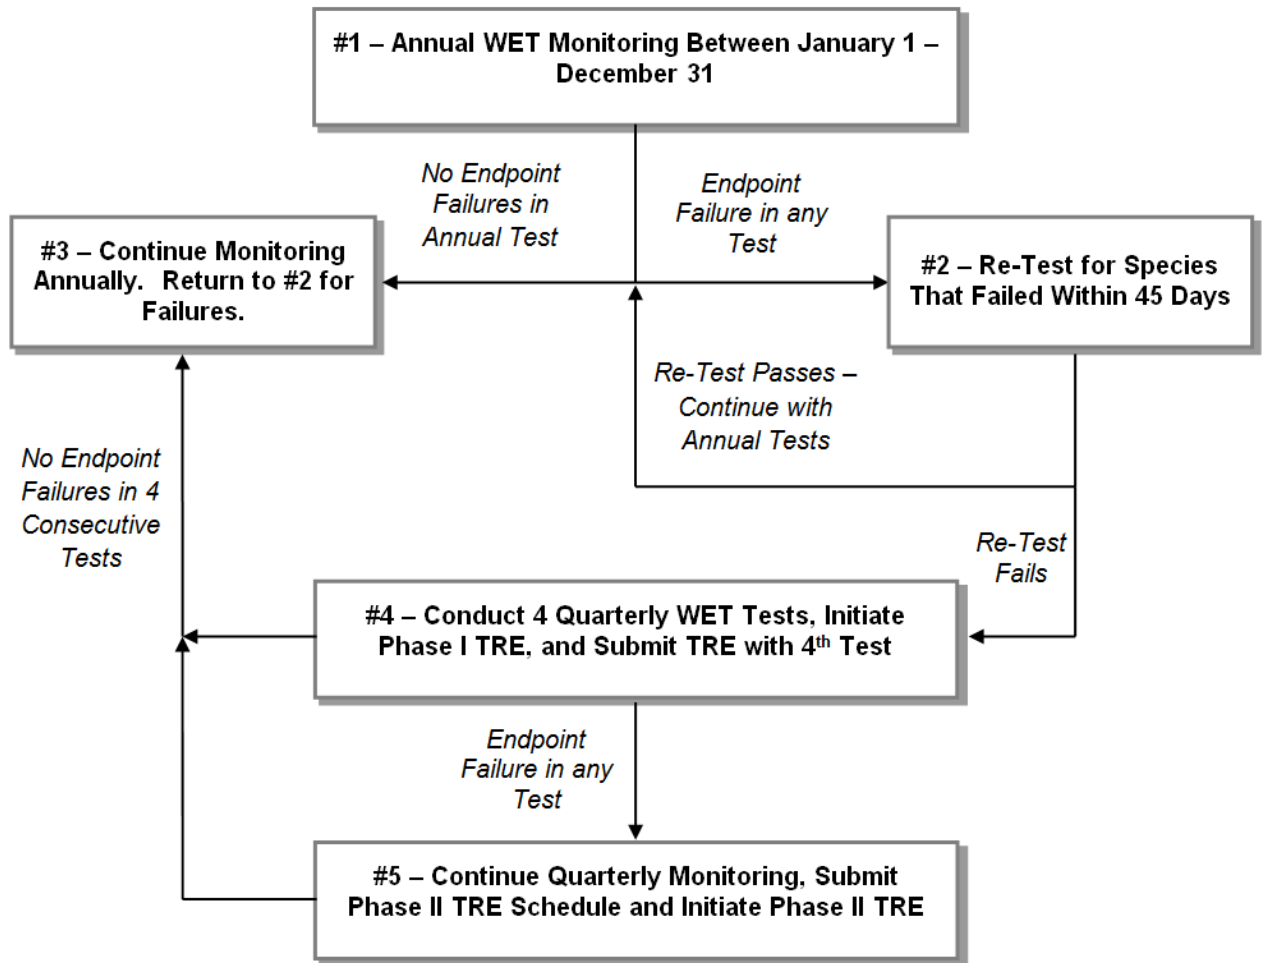 #1 – Annual WET Monitoring Between January 1 –
December 31
No Endpoint
Failures in
Annual Test
Endpoint
Failure in any
Test
#3 – Continue Monitoring
Annually. Return to #2 for
Failures.
#2 – Re-Test for Species
That Failed Within 45 Days
Re-Test Passes –
Continue with
Annual Tests
No Endpoint
Failures in 4
Consecutive
Tests
Re-Test
Fails
#4 – Conduct 4 Quarterly WET Tests, Initiate
Phase I TRE, and Submit TRE with 4th Test
Endpoint
Failure in any
Test
#5 – Continue Quarterly Monitoring, Submit
Phase II TRE Schedule and Initiate Phase II TRE